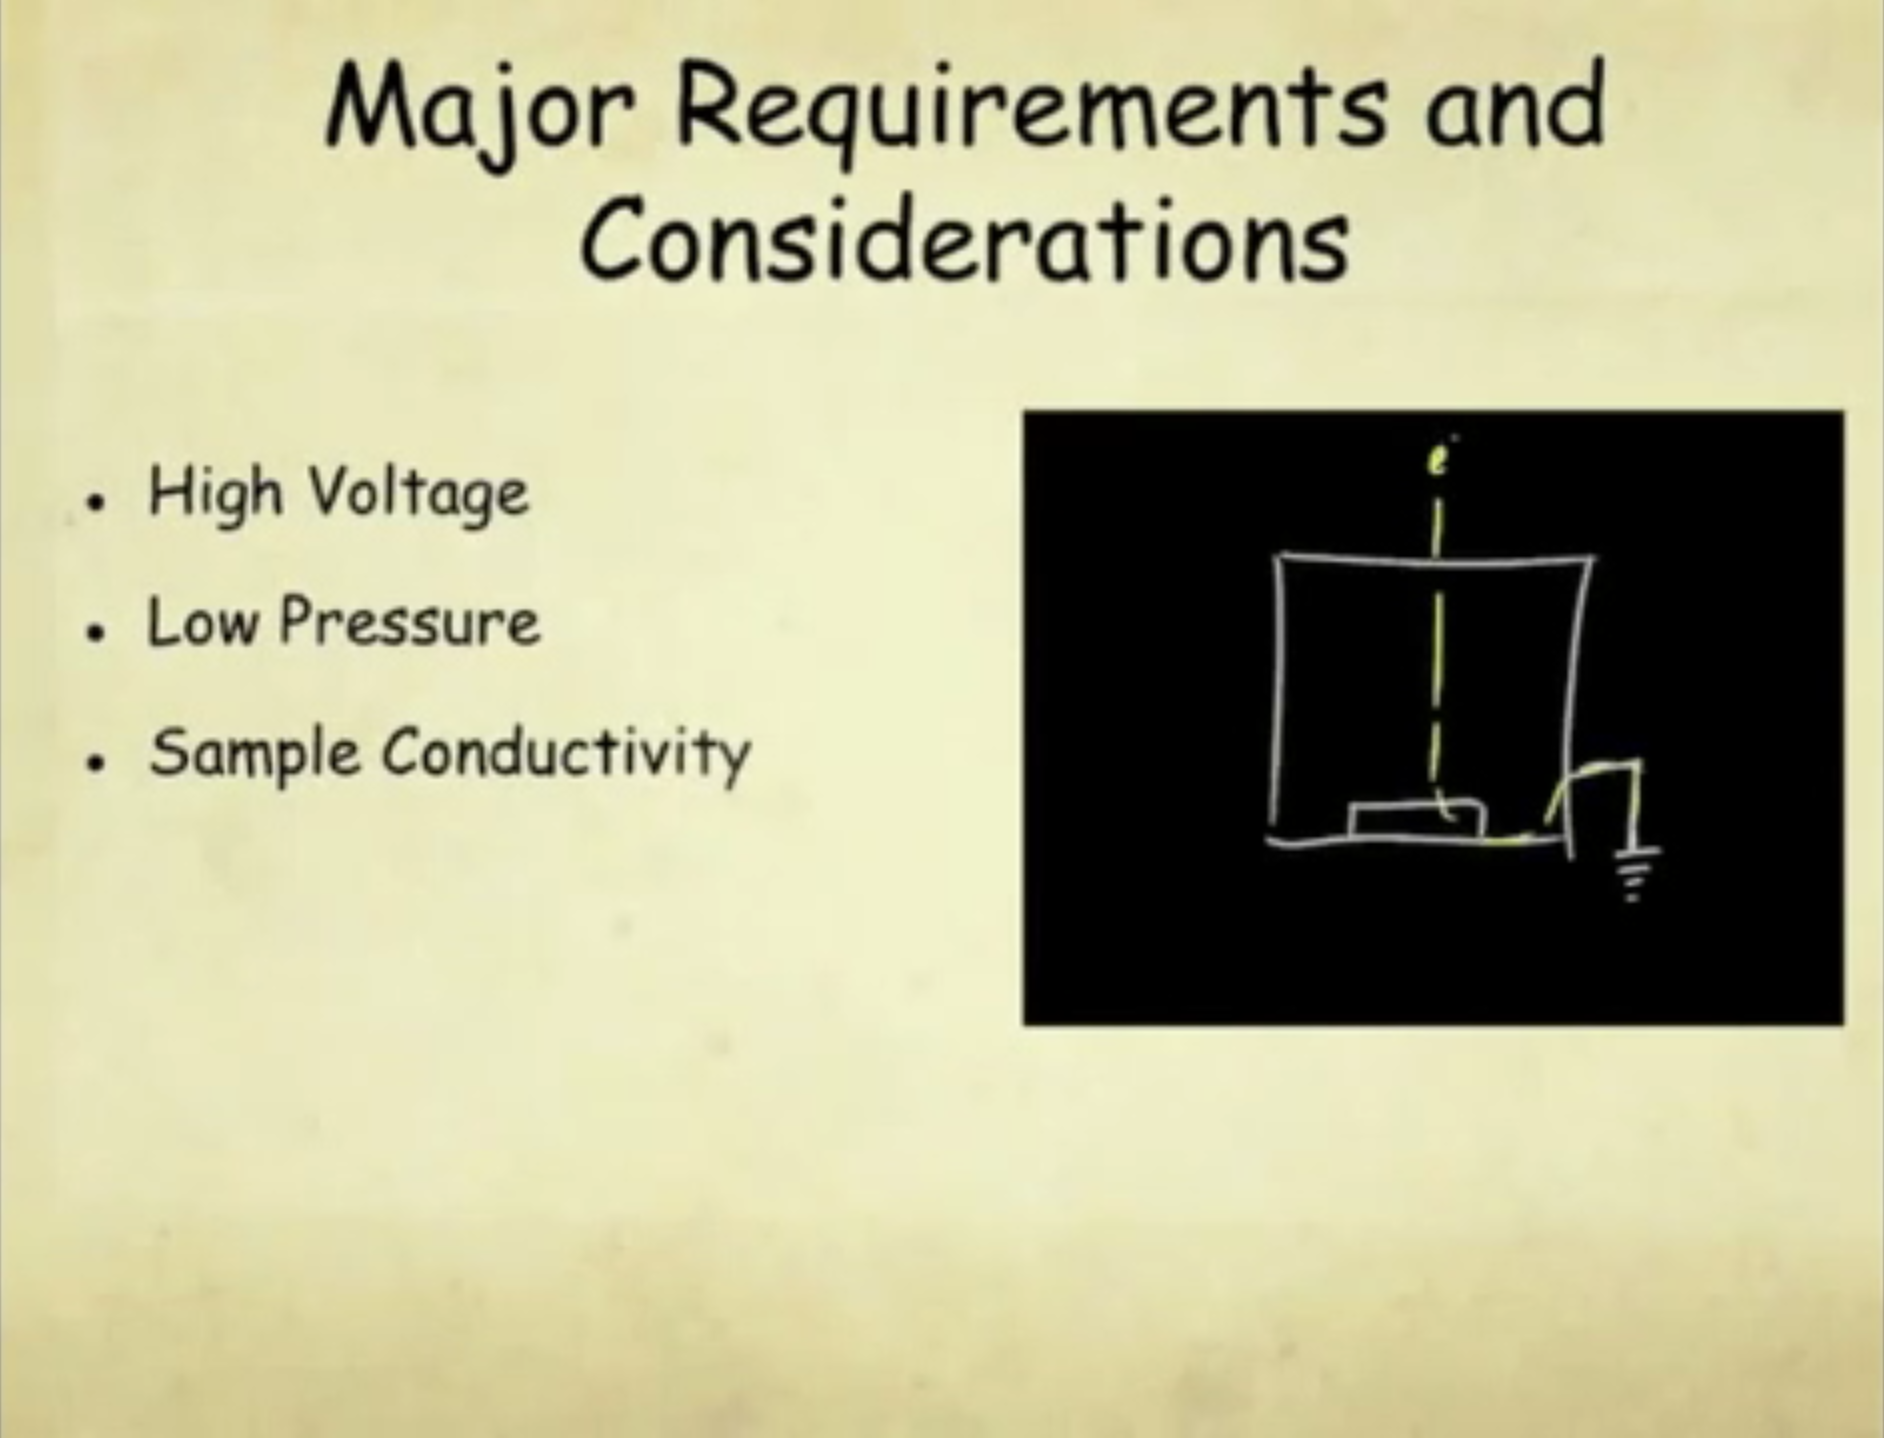 Major Requirements and
Considerations
• High Voltage
• Low Pressure
• Sample Conductivity
e⁻